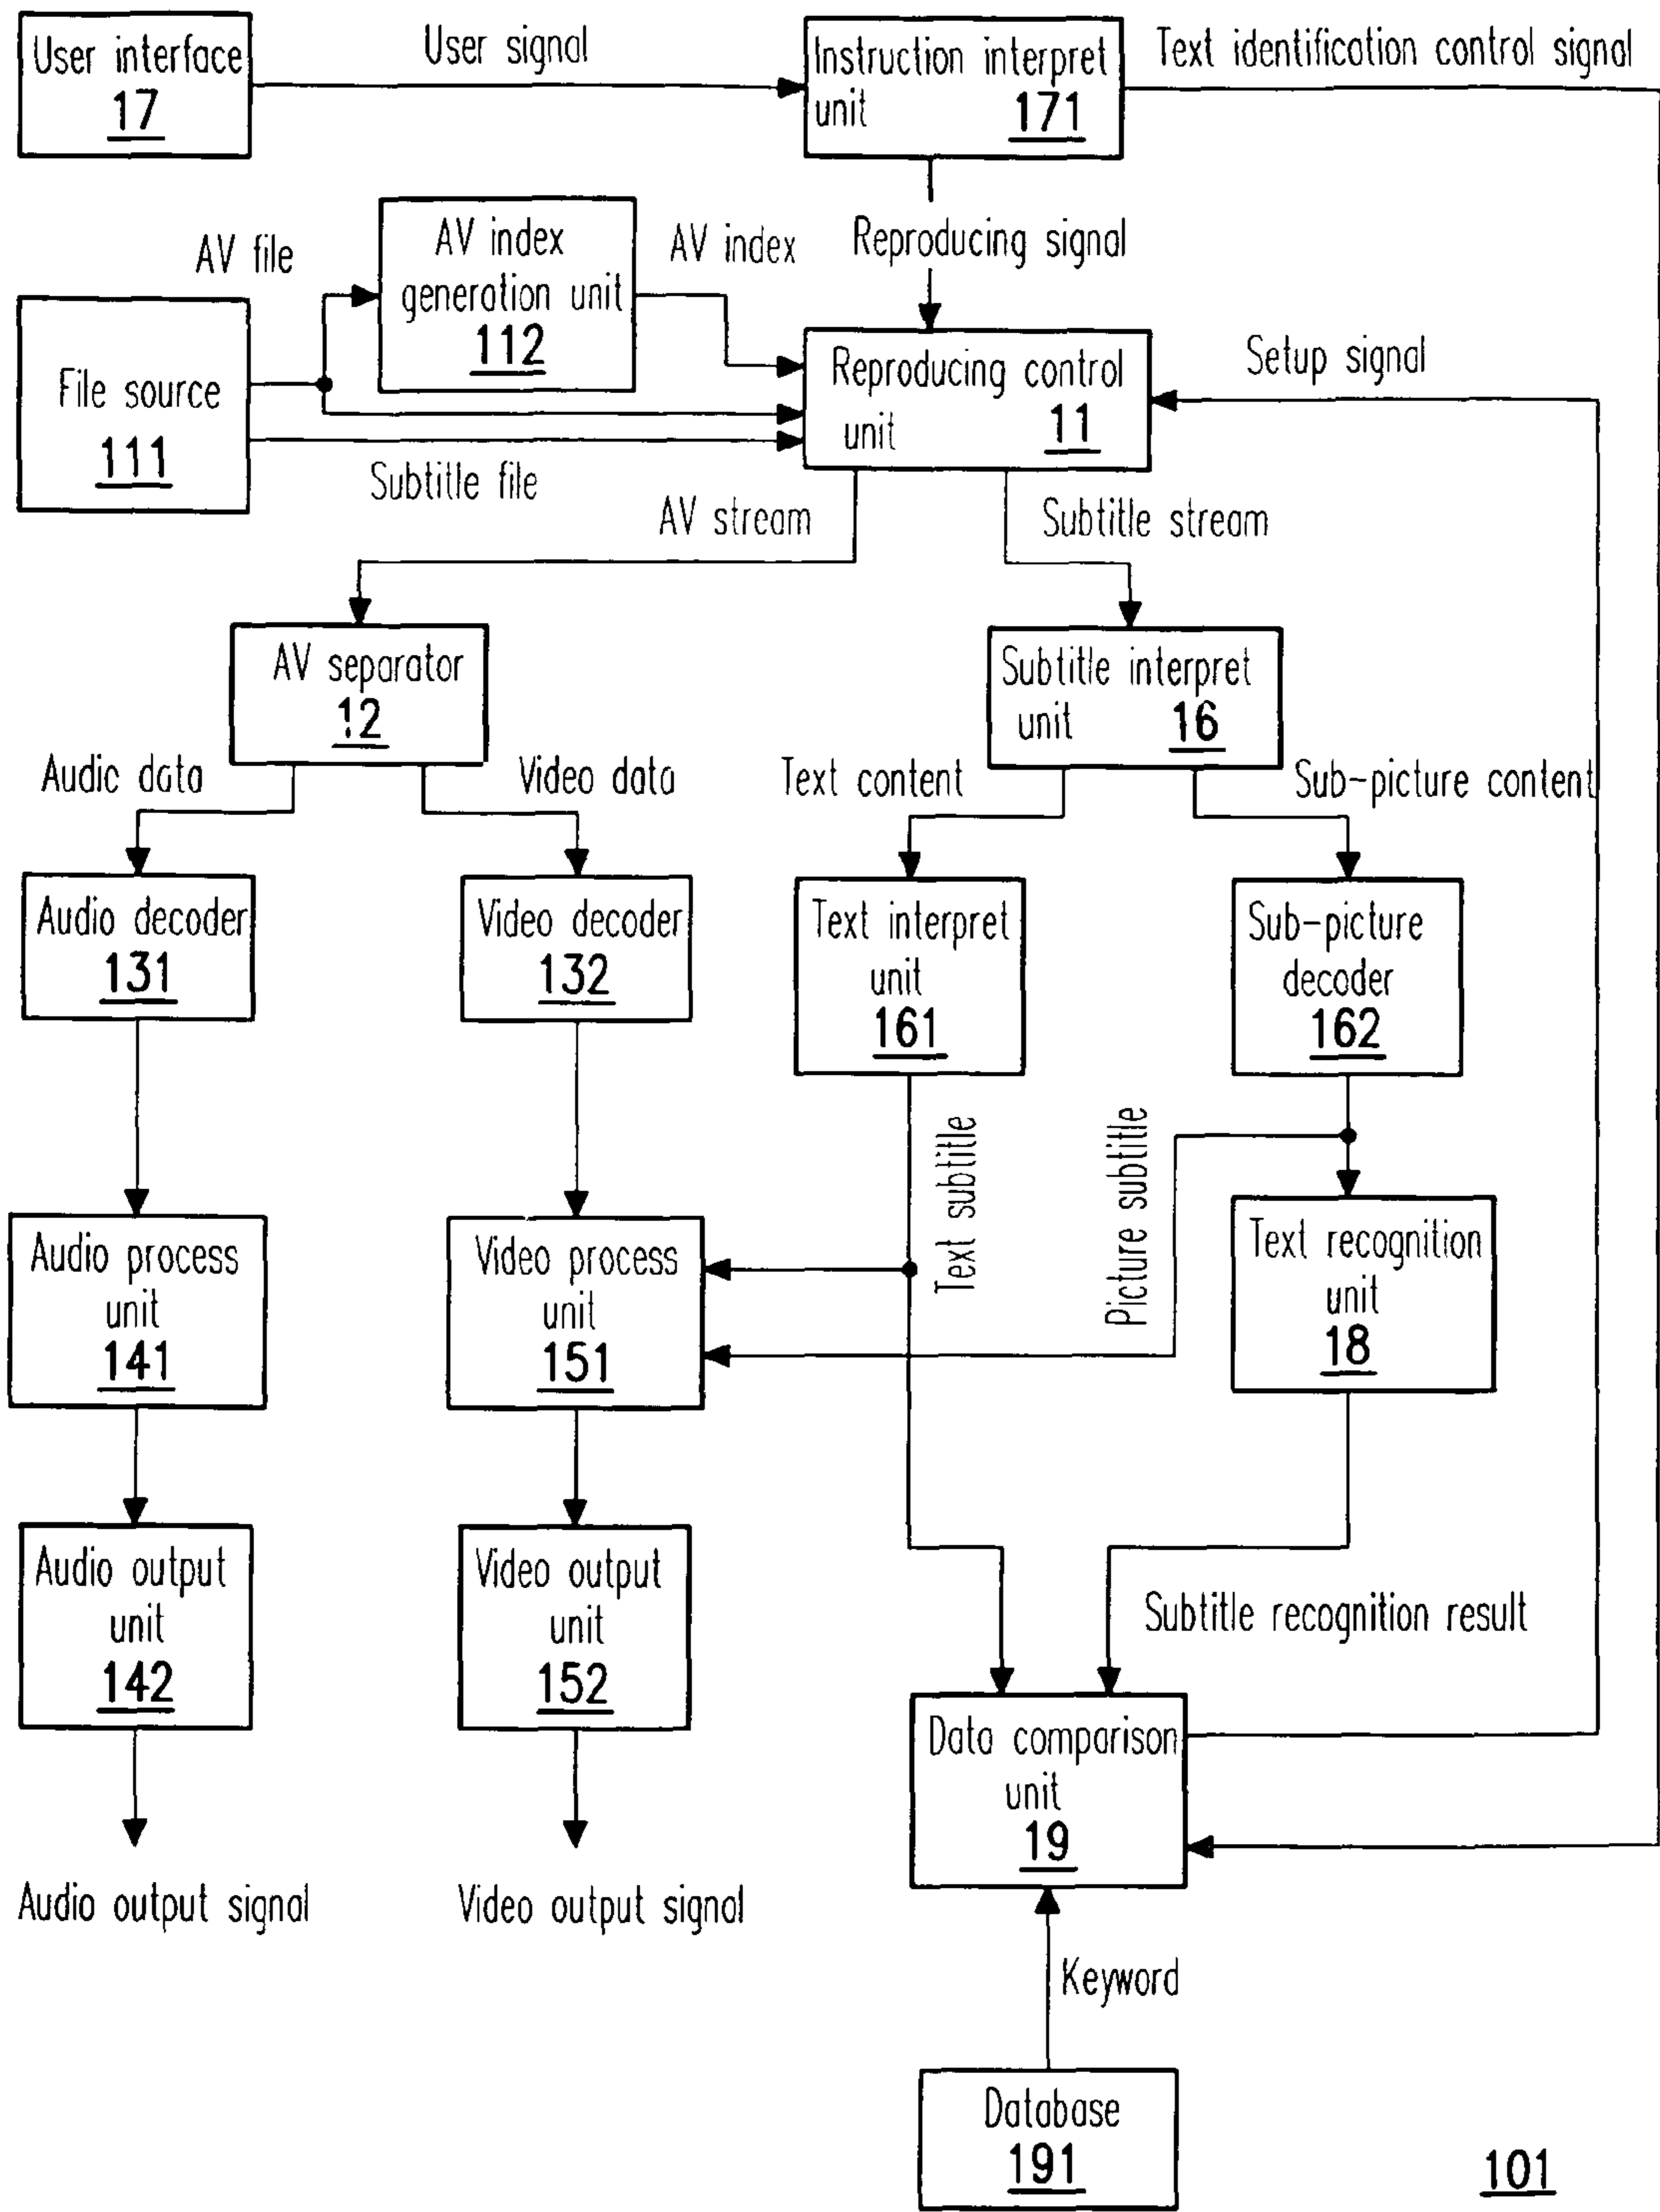 User interface
17
User signal
Instruction interpret
unit 171
Text identification control signal
AV file
AV index
generation unit
112
AV index
Reproducing signal
File source
111
Subtitle file
Reproducing control
unit 11
Setup signal
AV stream
Subtitle stream
AV separator
12
Subtitle interpret
unit 16
Audio data
Video data
Text content
Sub-picture content
Audio decoder
131
Video decoder
132
Text interpret
unit
161
Sub-picture
decoder
162
Text subtitle
Picture subtitle
Audio process
unit
141
Video process
unit
151
Text recognition
unit
18
Audio output
unit
142
Video output
unit
152
Subtitle recognition result
Data comparison
unit
19
Audio output signal
Video output signal
Keyword
Database
191
101